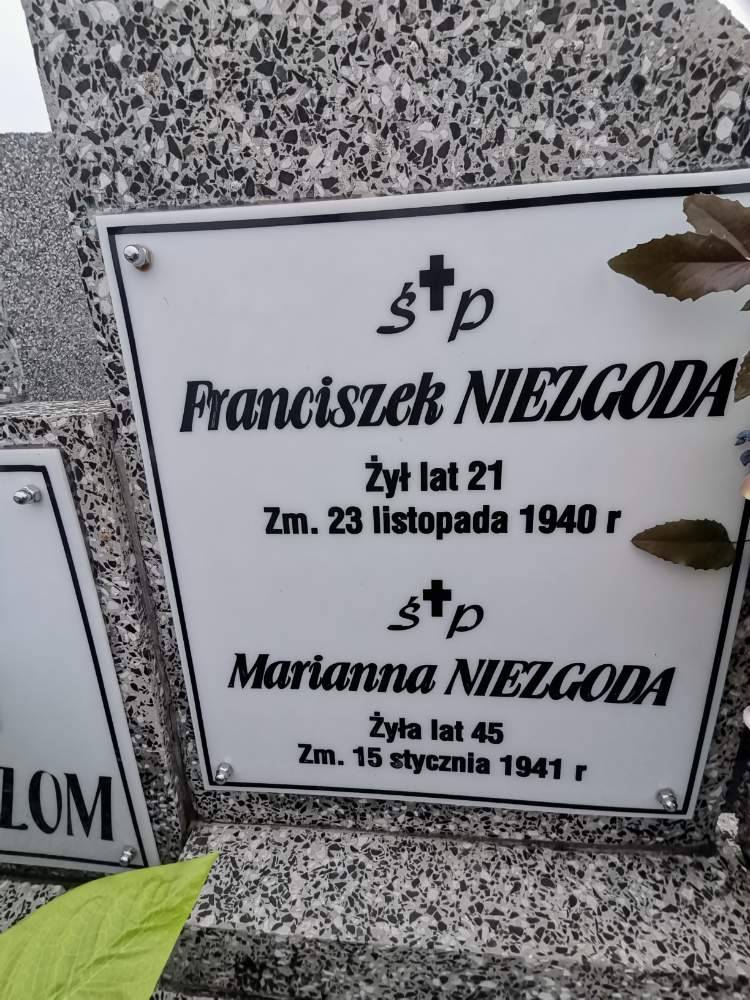 ś✝p
Franciszek NIEZGODA
Żył lat 21
Zm. 23 listopada 1940 r
ś✝p
Marianna NIEZGODA
Żyła lat 45
Zm. 15 stycznia 1941 r
LOM